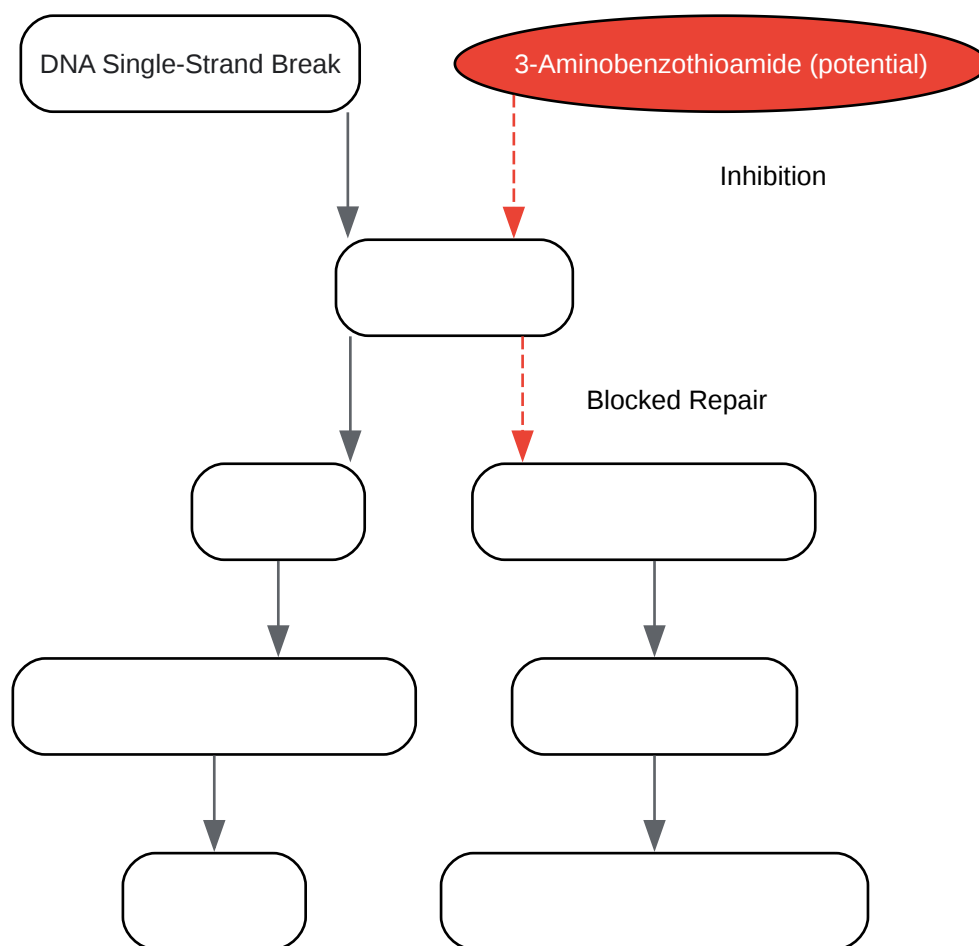 DNA Single-Strand Break
3-Aminobenzothioamide (potential)
Inhibition
Blocked Repair